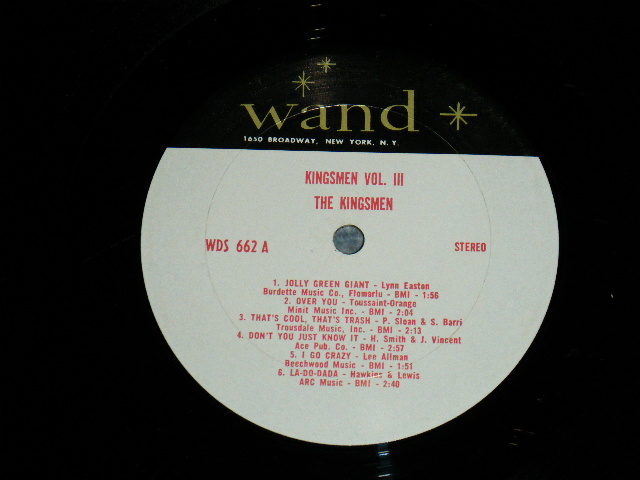 wand
1650 BROADWAY, NEW YORK, N. Y.
KINGSMEN VOL. III
THE KINGSMEN
WDS 662 A
STEREO
1. JOLLY GREEN GIANT - Lynn Easton
Burdette Music Co., Flomarlu - BMI - 1:56
2. OVER YOU - Toussaint-Orange
Minit Music Inc. - BMI - 2:04
3. THAT'S COOL, THAT'S TRASH - P. Sloan & S. Barri
Trousdale Music, Inc. - BMI - 2:13
4. DON'T YOU JUST KNOW IT - H. Smith & J. Vincent
Ace Pub. Co. - BMI - 2:57
5. I GO CRAZY - Lee Allman
Beechwood Music - BMI - 1:51
6. LA-DO-DADA - Hawkins & Lewis
ARC Music - BMI - 2:40